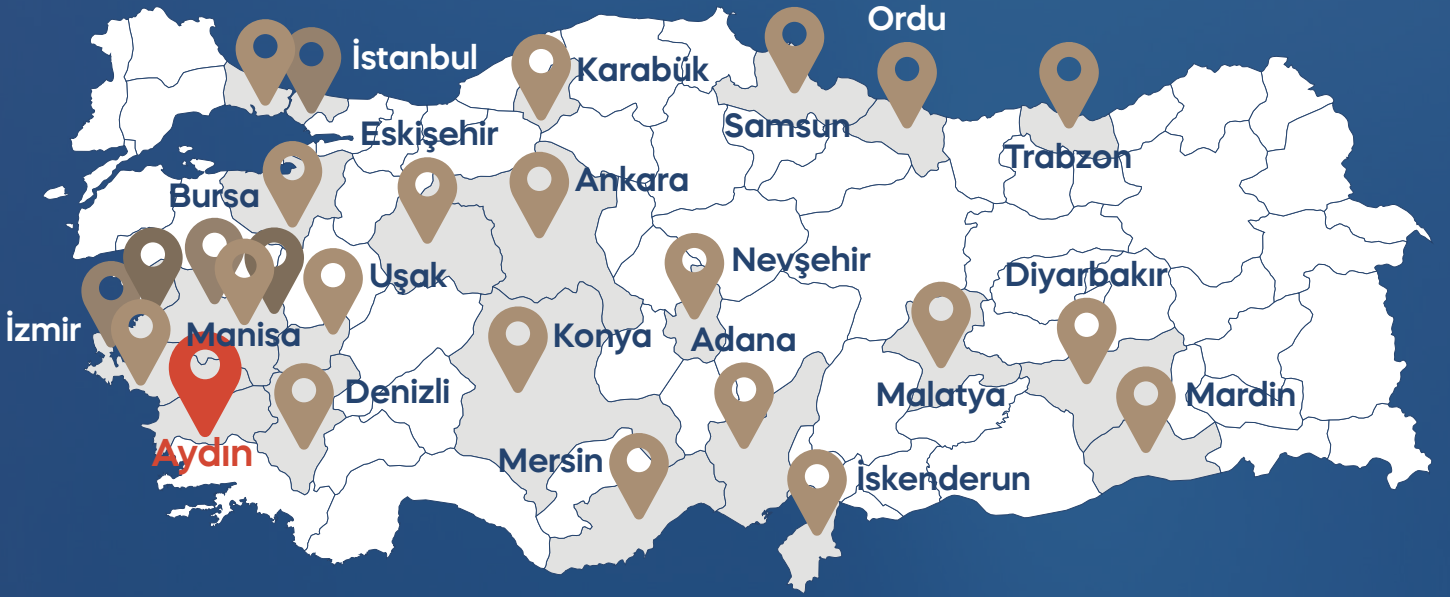 Ordu
İstanbul
Karabük
Samsun
Eskişehir
Trabzon
Ankara
Bursa
Nevşehir
Uşak
Diyarbakır
İzmir
Manisa
Konya
Adana
Denizli
Malatya
Mardin
Aydın
Mersin
İskenderun